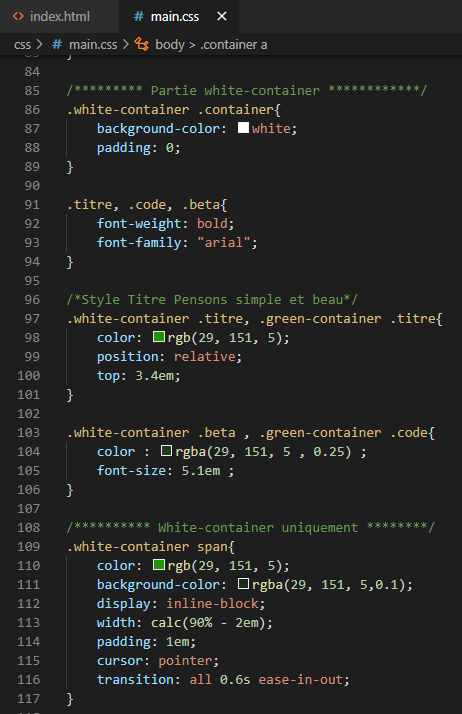 index.html main.css
css > main.css > body > .container a
84
85 /********* Partie white-container ************/
86 .white-container .container{
87     background-color: white;
88     padding: 0;
89 }
90
91 .titre, .code, .beta{
92     font-weight: bold;
93     font-family: "arial";
94 }
95
96 /*Style Titre Pensons simple et beau*/
97 .white-container .titre, .green-container .titre{
98     color: rgb(29, 151, 5);
99     position: relative;
100     top: 3.4em;
101 }
102
103 .white-container .beta , .green-container .code{
104     color : rgba(29, 151, 5 , 0.25) ;
105     font-size: 5.1em ;
106 }
107
108 /********** White-container uniquement ********/
109 .white-container span{
110     color: rgb(29, 151, 5);
111     background-color: rgba(29, 151, 5,0.1);
112     display: inline-block;
113     width: calc(90% - 2em);
114     padding: 1em;
115     cursor: pointer;
116     transition: all 0.6s ease-in-out;
117 }